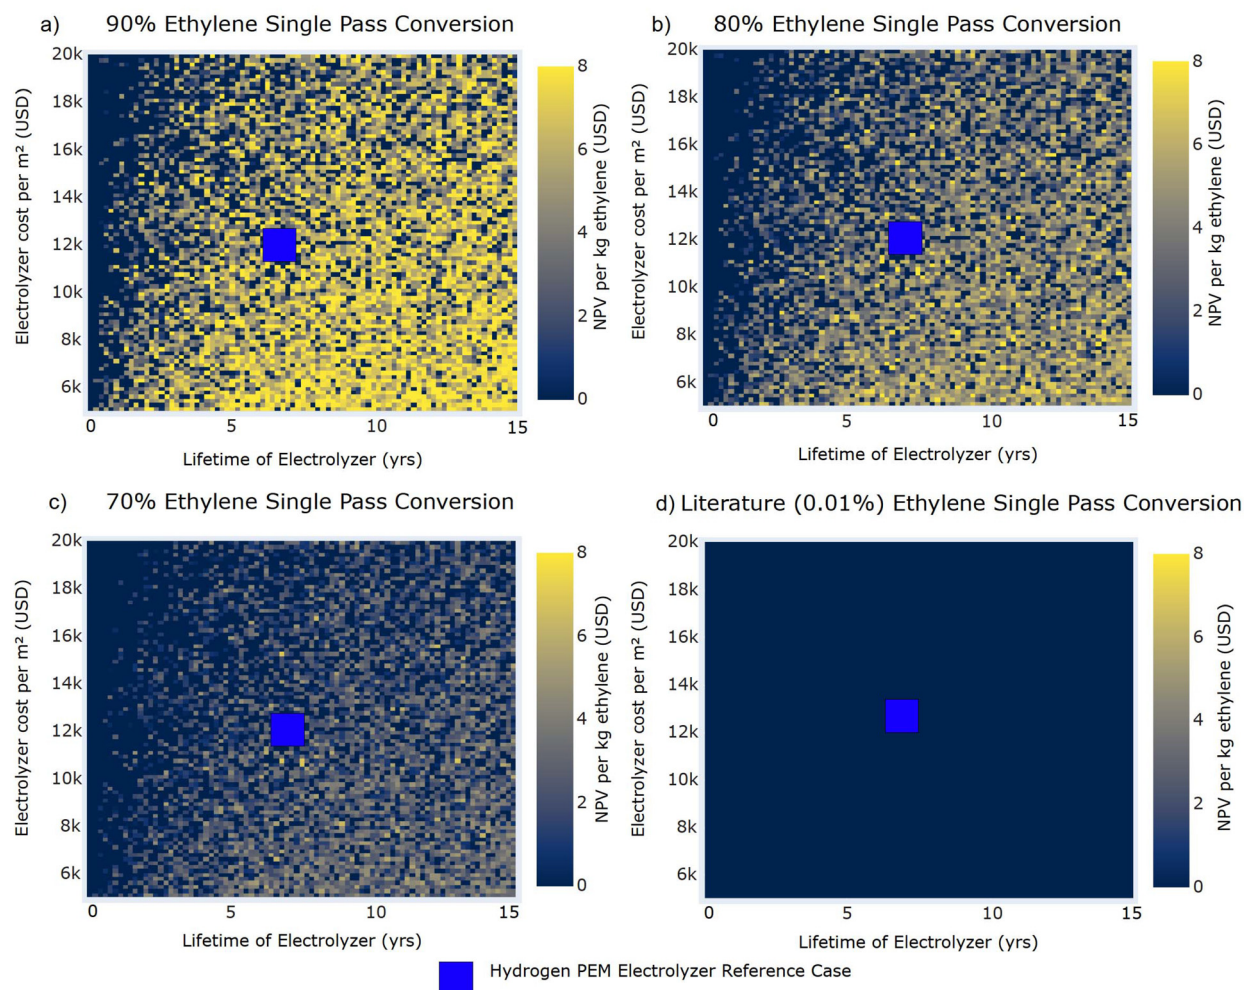 a) 90% Ethylene Single Pass Conversion
20k
18k
16k
14k
12k
10k
8k
6k
Electrolyzer cost per m² (USD)
0 5 10 15
Lifetime of Electrolyzer (yrs)
8
6
4
2
0
NPV per kg ethylene (USD)
b) 80% Ethylene Single Pass Conversion
20k
18k
16k
14k
12k
10k
8k
6k
Electrolyzer cost per m² (USD)
0 5 10 15
Lifetime of Electrolyzer (yrs)
8
6
4
2
0
NPV per kg ethylene (USD)
c) 70% Ethylene Single Pass Conversion
20k
18k
16k
14k
12k
10k
8k
6k
Electrolyzer cost per m² (USD)
0 5 10 15
Lifetime of Electrolyzer (yrs)
8
6
4
2
0
NPV per kg ethylene (USD)
d) Literature (0.01%) Ethylene Single Pass Conversion
20k
18k
16k
14k
12k
10k
8k
6k
Electrolyzer cost per m² (USD)
0 5 10 15
Lifetime of Electrolyzer (yrs)
8
6
4
2
0
NPV per kg ethylene (USD)
Hydrogen PEM Electrolyzer Reference Case